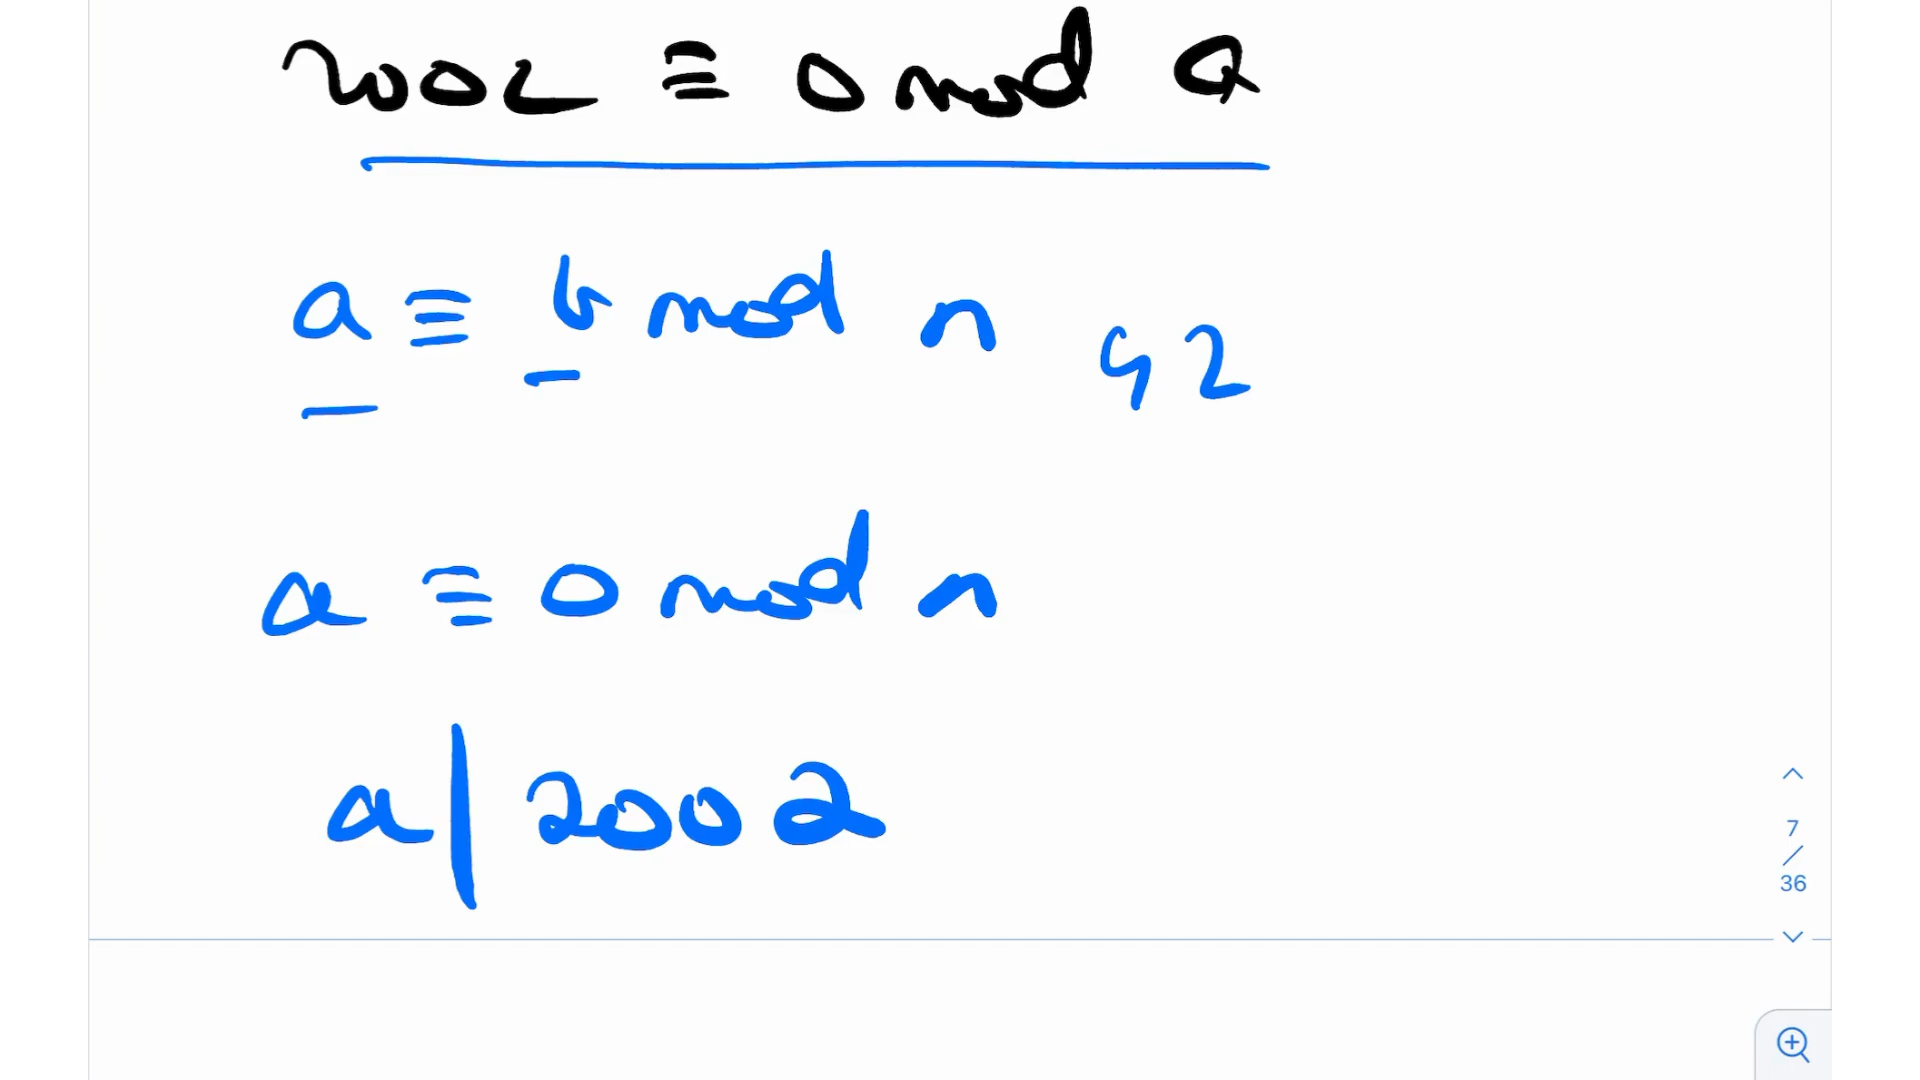 2002 ≡ 0 mod a
a ≡ b mod n
42
a ≡ 0 mod n
a | 2002
7
/
36